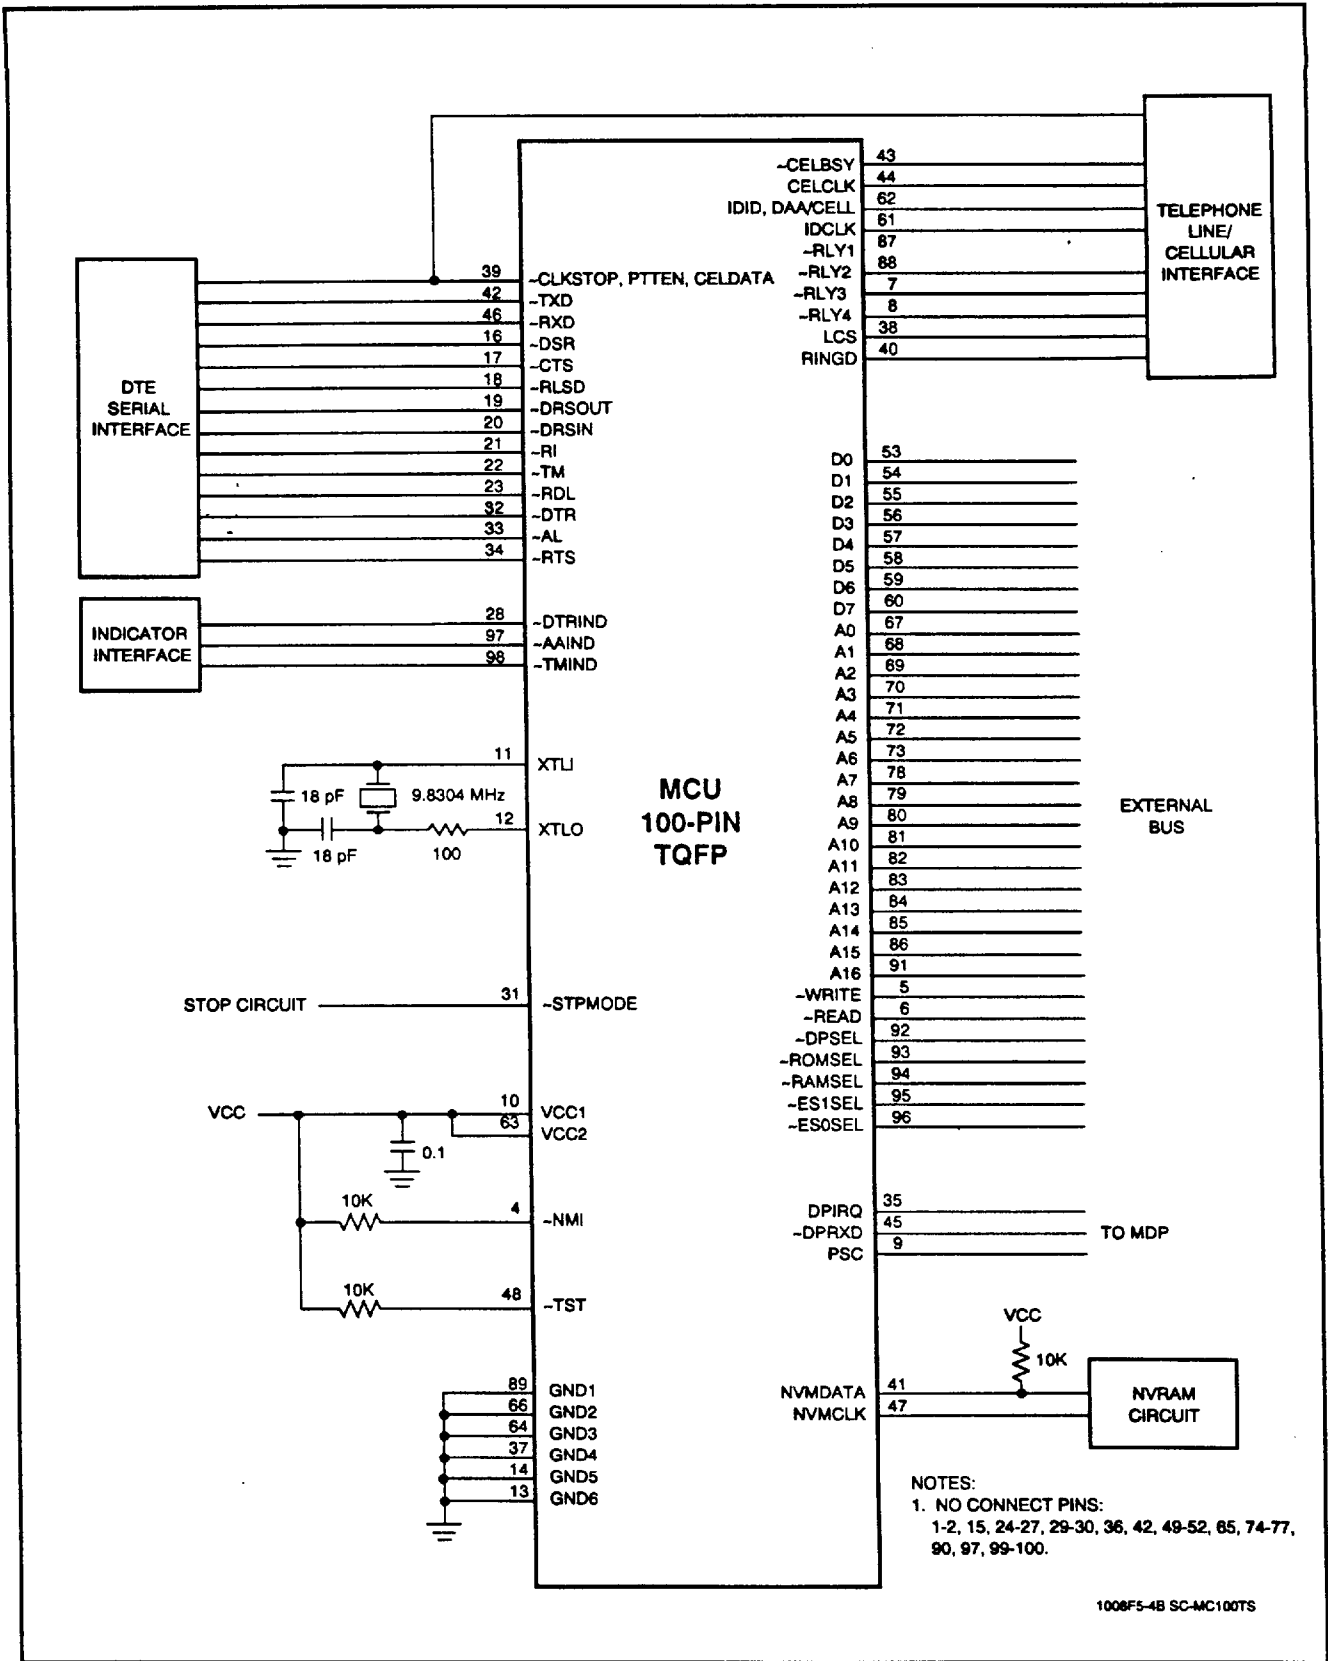 ~CELBSY 43
CELCLK 44
IDID, DAA/CELL 62
IDCLK 61
~RLY1 87
~RLY2 88
~RLY3 7
~RLY4 8
LCS 38
RINGD 40
TELEPHONE
LINE/
CELLULAR
INTERFACE
DTE
SERIAL
INTERFACE
39 ~CLKSTOP, PTTEN, CELDATA
42 ~TXD
46 ~RXD
16 ~DSR
17 ~CTS
18 ~RLSD
19 ~DRSOUT
20 ~DRSIN
21 ~RI
22 ~TM
23 ~RDL
32 ~DTR
33 ~AL
34 ~RTS
INDICATOR
INTERFACE
28 ~DTRIND
97 ~AAIND
98 ~TMIND
11 XTLI
18 pF
9.8304 MHz
12 XTLO
18 pF
100
MCU
100-PIN
TQFP
D0 53
D1 54
D2 55
D3 56
D4 57
D5 58
D6 59
D7 60
A0 67
A1 68
A2 69
A3 70
A4 71
A5 72
A6 73
A7 78
A8 79
A9 80
A10 81
A11 82
A12 83
A13 84
A14 85
A15 86
A16 91
~WRITE 5
~READ 6
~DPSEL 92
~ROMSEL 93
~RAMSEL 94
~ES1SEL 95
~ES0SEL 96
EXTERNAL
BUS
STOP CIRCUIT 31 ~STPMODE
VCC 10 VCC1
63 VCC2
0.1
10K 4 ~NMI
10K 48 ~TST
DPIRQ 35
~DPRXD 45
PSC 9
TO MDP
89 GND1
66 GND2
64 GND3
37 GND4
14 GND5
13 GND6
VCC
10K
NVMDATA 41
NVMCLK 47
NVRAM
CIRCUIT
NOTES:
1. NO CONNECT PINS:
1-2, 15, 24-27, 29-30, 36, 42, 49-52, 65, 74-77,
90, 97, 99-100.
1006F5-4B SC-MC100TS